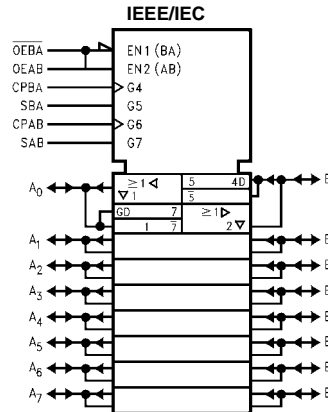 IEEE/IEC
OEBA EN1 (BA)
OEAB EN2 (AB)
CPBA G4
SBA G5
CPAB G6
SAB G7
A0 ≥1 ◁ 5 4D B
▽1 5
GD 7 ≥1 ▷
1 7 2▽
A1 B
A2 B
A3 B
A4 B
A5 B
A6 B
A7 B